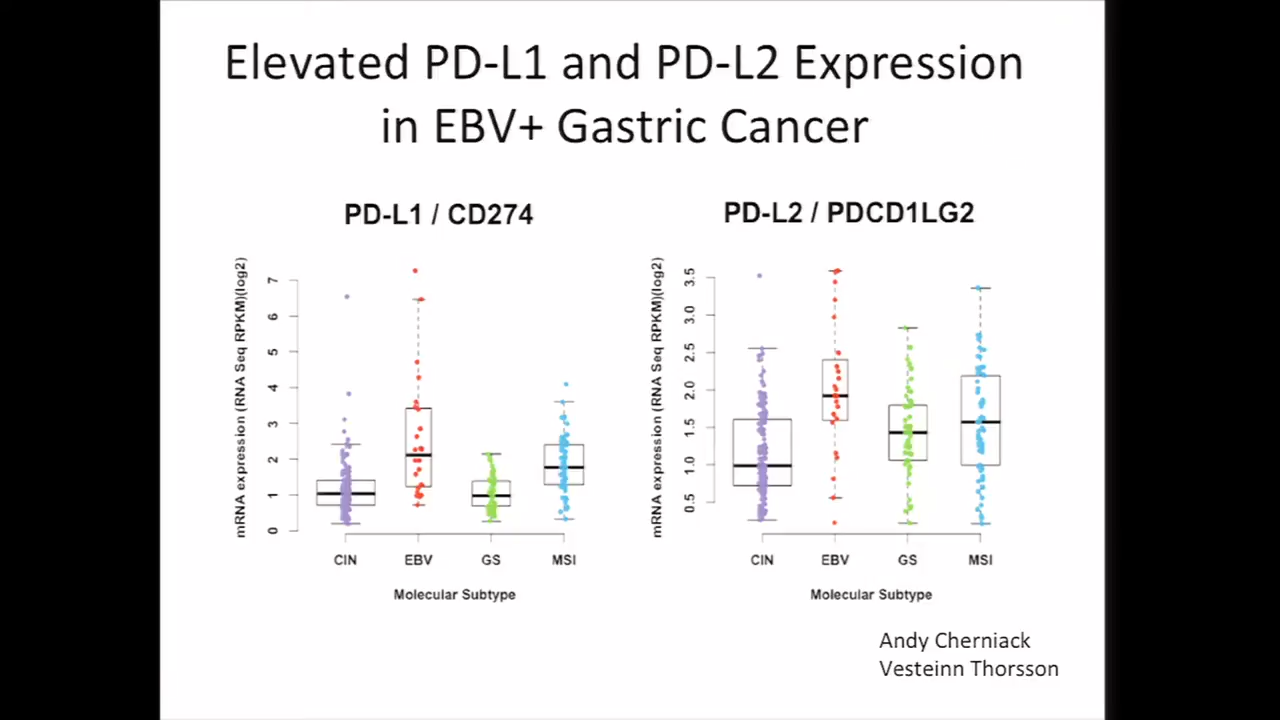 Elevated PD-L1 and PD-L2 Expression
in EBV+ Gastric Cancer
PD-L1 / CD274
mRNA expression (RNA Seq RPKM)(log2)
7
6
5
4
3
2
1
0
CIN EBV GS MSI
Molecular Subtype
PD-L2 / PDCD1LG2
mRNA expression (RNA Seq RPKM)(log2)
3.5
3.0
2.5
2.0
1.5
1.0
0.5
CIN EBV GS MSI
Molecular Subtype
Andy Cherniack
Vesteinn Thorsson